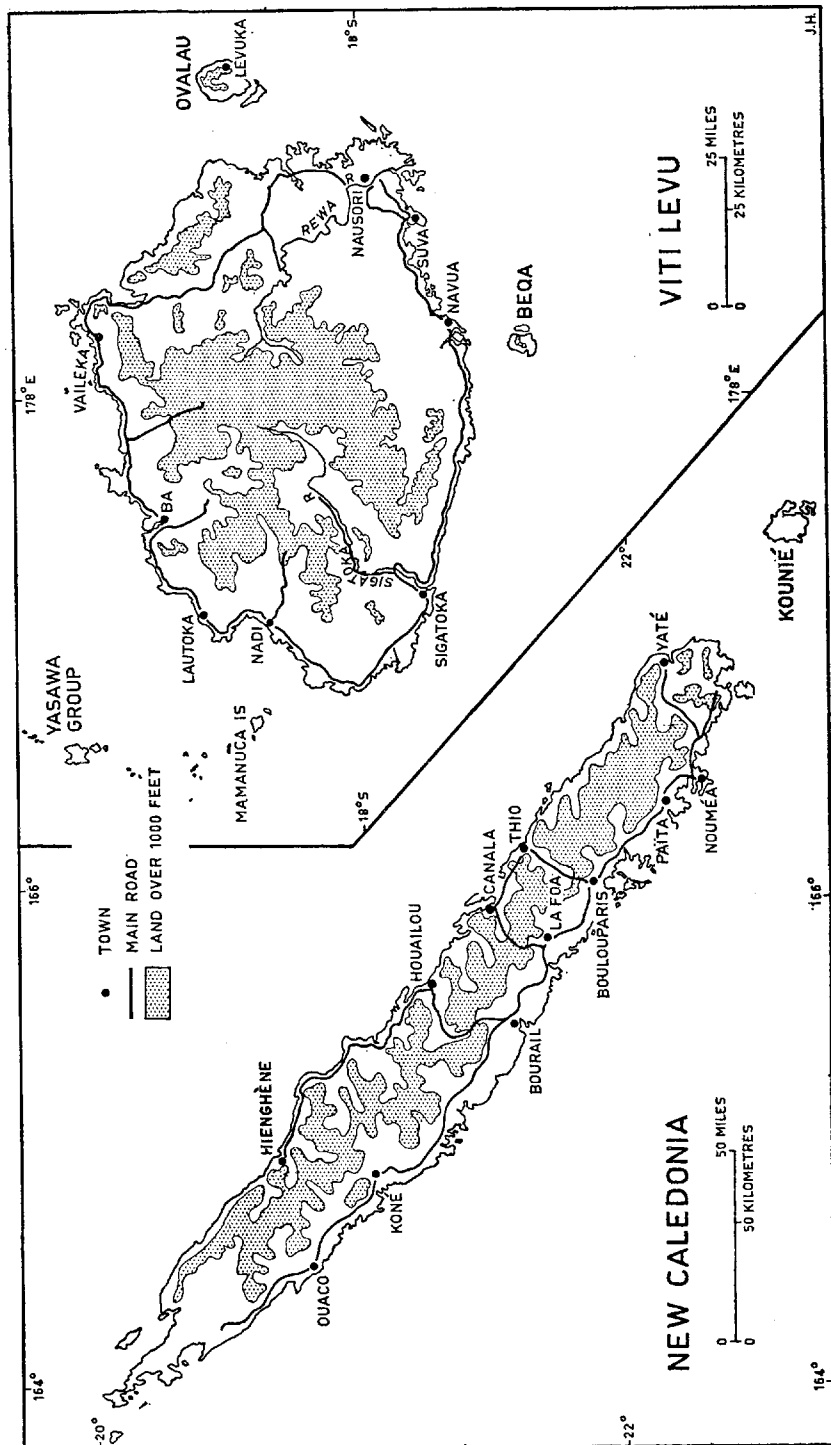 164°
166°
178° E
20°
22°
18°S
TOWN
MAIN ROAD
LAND OVER 1000 FEET
YASAWA
GROUP
MAMANUCA IS
LAUTOKA
NADI
BA
VAILEKA
SIGATOKA
SIGATOKA R
REWA R
NAUSORI
SUVA
NAVUA
BEQA
OVALAU
LEVUKA
18°S
VITI LEVU
0 25 MILES
0 25 KILOMETRES
178° E
J.H.
HIENGHÈNE
HOUAILOU
CANALA
THIO
OUACO
KONÉ
BOURAIL
LA FOA
BOULOUPARIS
PAÏTA
NOUMÉA
YATÉ
KOUNIÉ
22°
NEW CALEDONIA
0 50 MILES
0 50 KILOMETRES
164°
166°